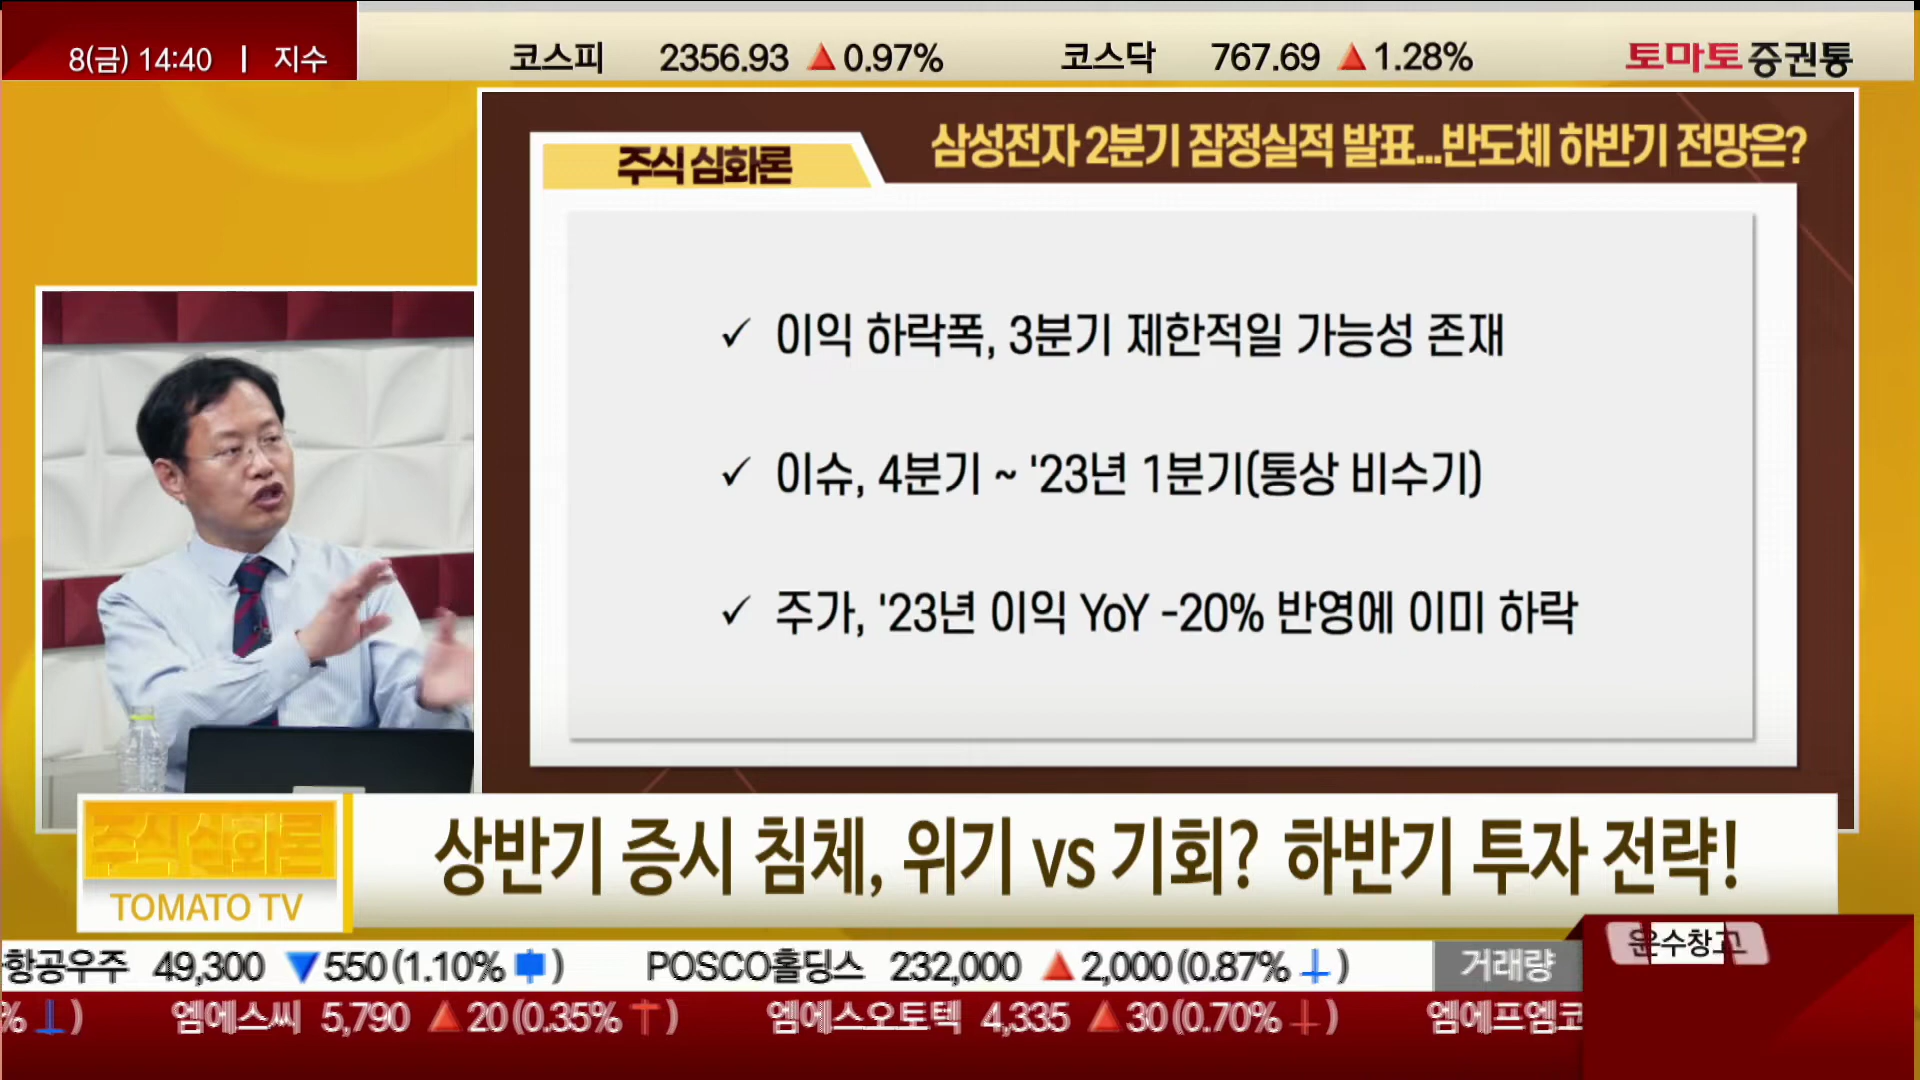 8(금) 14:40 | 지수
코스피 2356.93 ▲0.97% 코스닥 767.69 ▲1.28%
토마토증권통
주식 심화론
삼성전자 2분기 잠정실적 발표...반도체 하반기 전망은?
✓ 이익 하락폭, 3분기 제한적일 가능성 존재
✓ 이슈, 4분기 ~ '23년 1분기(통상 비수기)
✓ 주가, '23년 이익 YoY -20% 반영에 이미 하락
주식 심화론
TOMATO TV
상반기 증시 침체, 위기 vs 기회? 하반기 투자 전략!
항공우주 49,300 ▼550(1.10% ) POSCO홀딩스 232,000 ▲2,000(0.87% ) 거래량
운수창고
% ) 엠에스씨 5,790 ▲20(0.35% ) 엠에스오토텍 4,335 ▲30(0.70% ) 엠에프엠코